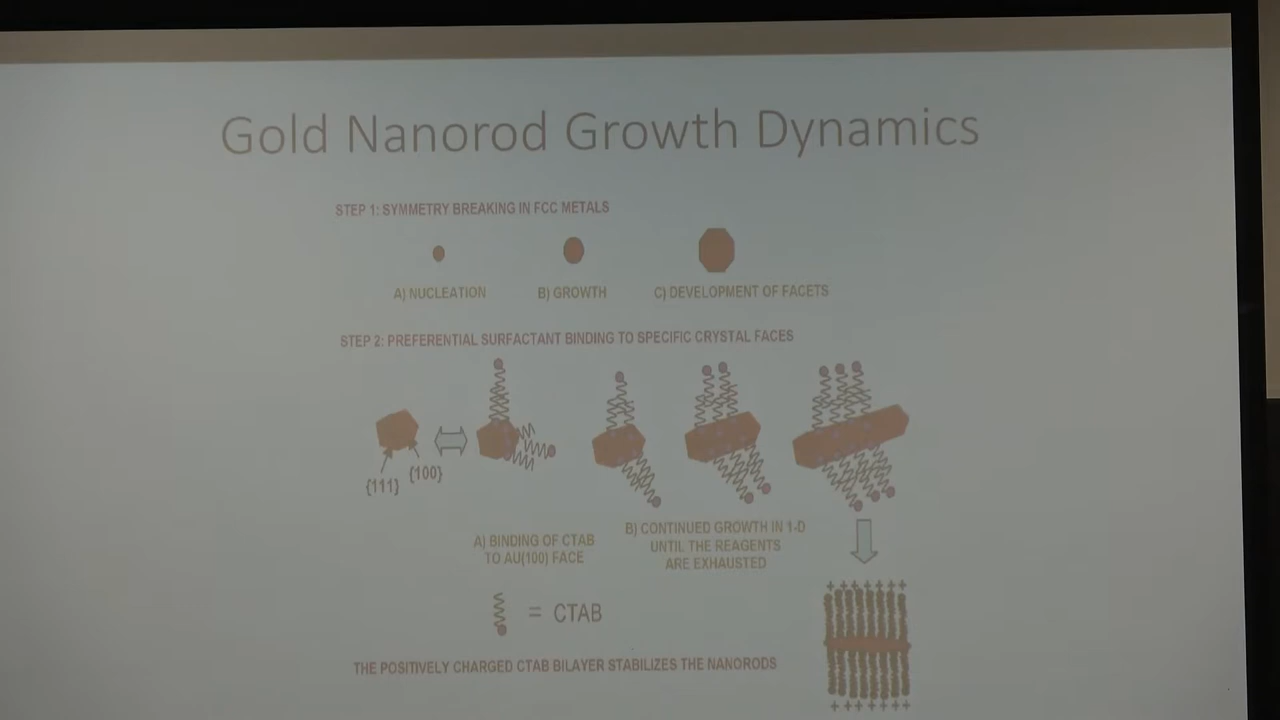 Gold Nanorod Growth Dynamics
STEP 1: SYMMETRY BREAKING IN FCC METALS
A) NUCLEATION
B) GROWTH
C) DEVELOPMENT OF FACETS
STEP 2: PREFERENTIAL SURFACTANT BINDING TO SPECIFIC CRYSTAL FACES
{111}
{100}
A) BINDING OF CTAB
TO AU(100) FACE
B) CONTINUED GROWTH IN 1-D
UNTIL THE REAGENTS
ARE EXHAUSTED
= CTAB
+ + + + + + +
THE POSITIVELY CHARGED CTAB BILAYER STABILIZES THE NANORODS
+ + + + + + +